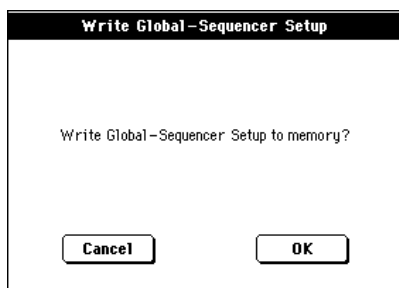 Write Global-Sequencer Setup
Write Global-Sequencer Setup to memory?
Cancel OK